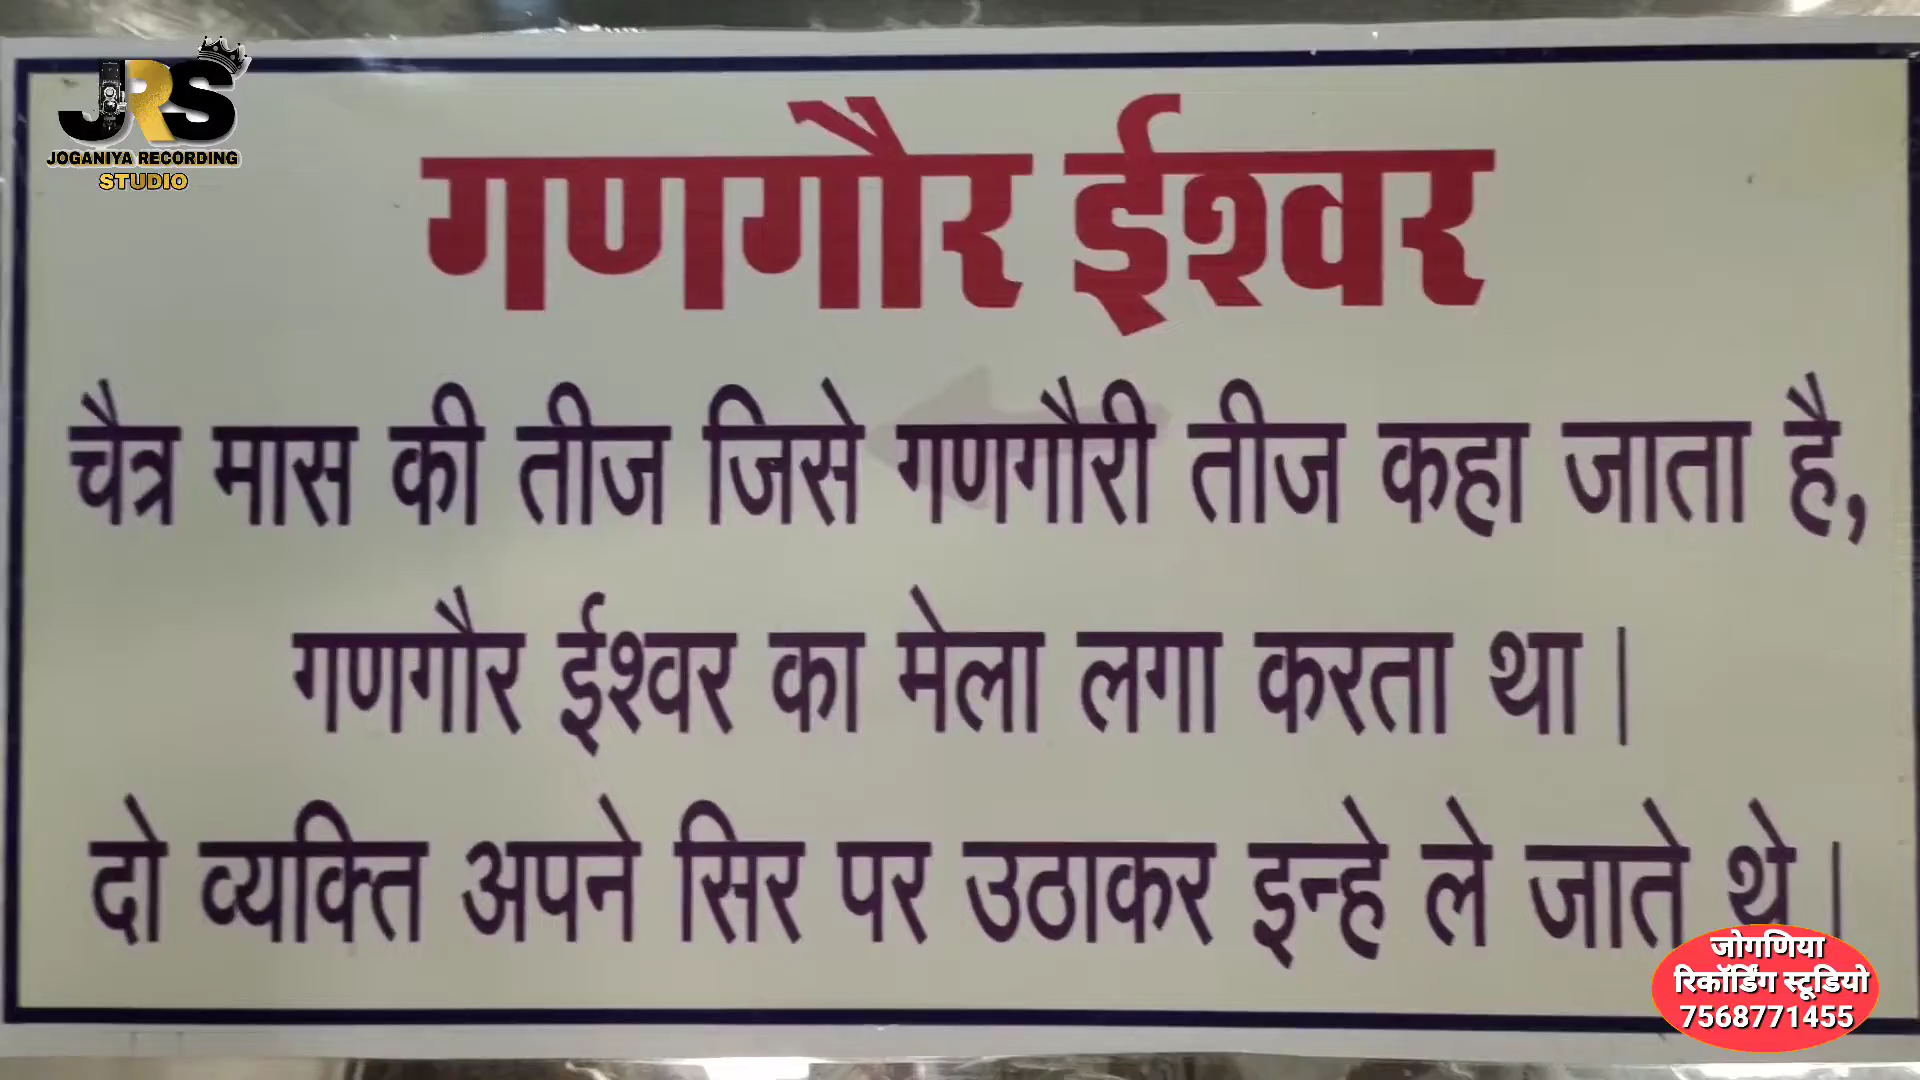 JRS
JOGANIYA RECORDING
STUDIO
गणगौर ईश्वर
चैत्र मास की तीज जिसे गणगौरी तीज कहा जाता है,
गणगौर ईश्वर का मेला लगा करता था|
दो व्यक्ति अपने सिर पर उठाकर इन्हे ले जाते थे|
जोगणिया
रिकॉर्डिंग स्टूडियो
7568771455